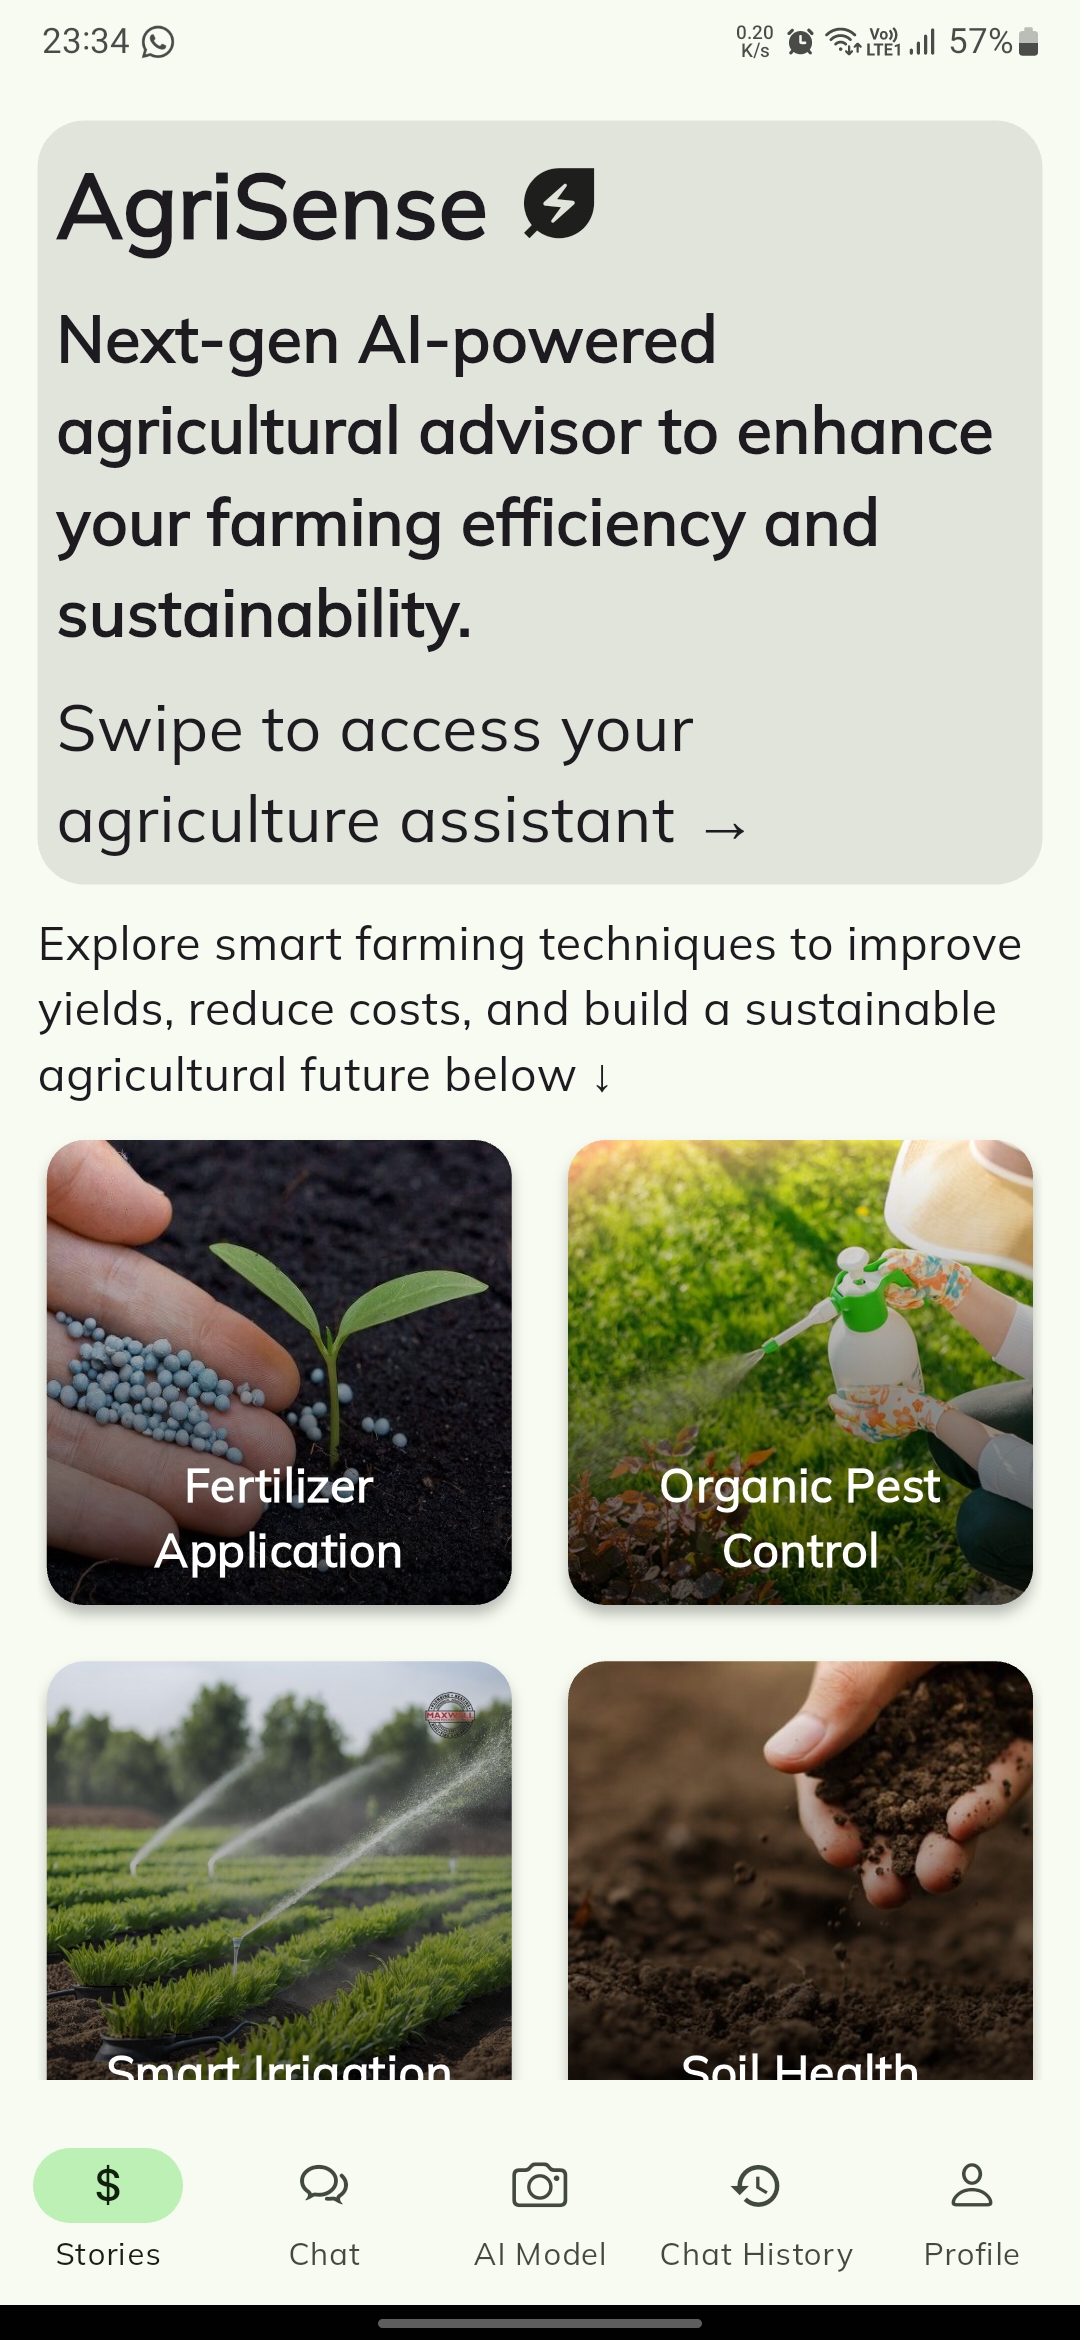 23:34
0.20
K/s
Vo))
LTE1
57%
AgriSense
Next-gen AI-powered
agricultural advisor to enhance
your farming efficiency and
sustainability.
Swipe to access your
agriculture assistant →
Explore smart farming techniques to improve
yields, reduce costs, and build a sustainable
agricultural future below ↓
Fertilizer
Application
Organic Pest
Control
MAXWELL
Smart Irrigation
Soil Health
$
Stories
Chat
AI Model
Chat History
Profile